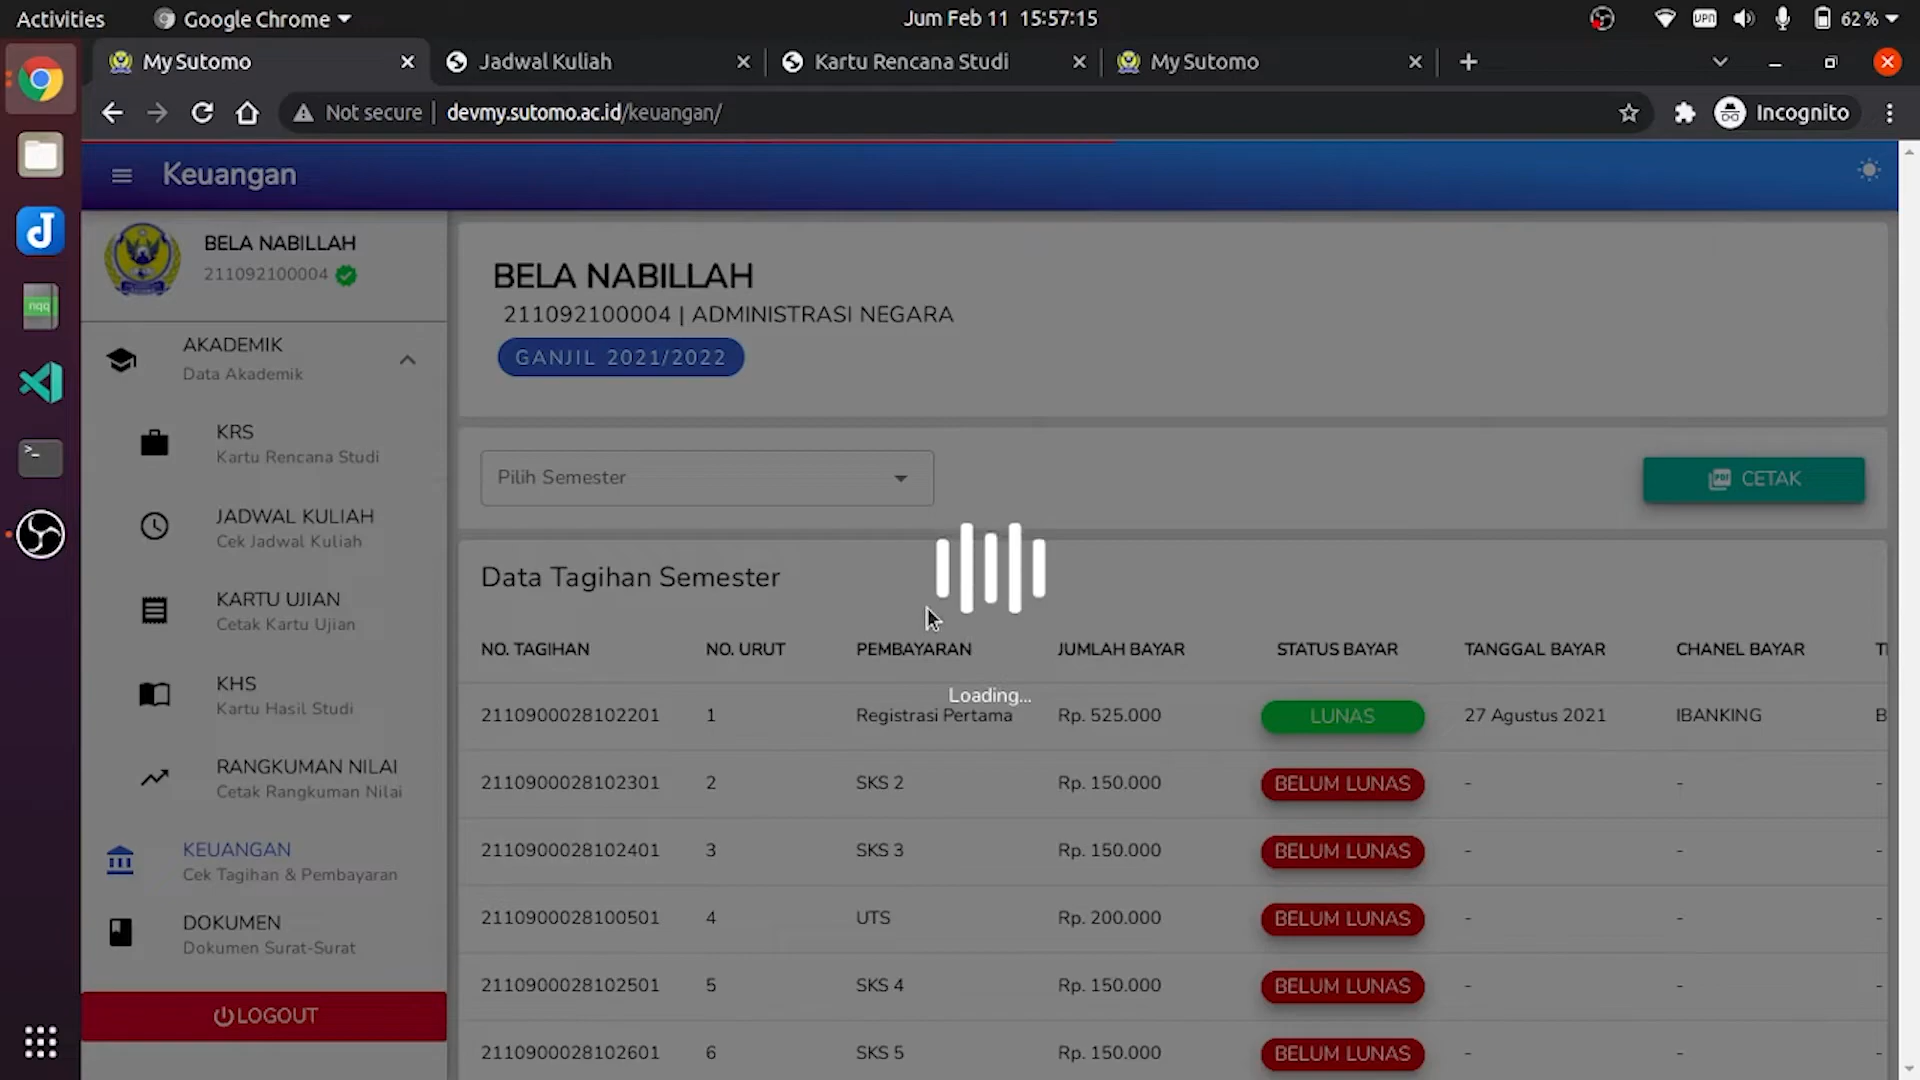 Activities
Google Chrome
Jum Feb 11 15:57:15
VPN
62 %
My Sutomo
Jadwal Kuliah
Kartu Rencana Studi
My Sutomo
Not secure
devmy.sutomo.ac.id/keuangan/
Incognito
Keuangan
BELA NABILLAH
211092100004
AKADEMIK
Data Akademik
KRS
Kartu Rencana Studi
JADWAL KULIAH
Cek Jadwal Kuliah
KARTU UJIAN
Cetak Kartu Ujian
KHS
Kartu Hasil Studi
RANGKUMAN NILAI
Cetak Rangkuman Nilai
KEUANGAN
Cek Tagihan & Pembayaran
DOKUMEN
Dokumen Surat-Surat
LOGOUT
nqq
BELA NABILLAH
211092100004 | ADMINISTRASI NEGARA
GANJIL 2021/2022
Pilih Semester
PDF CETAK
Data Tagihan Semester
NO. TAGIHAN NO. URUT PEMBAYARAN JUMLAH BAYAR STATUS BAYAR TANGGAL BAYAR CHANEL BAYAR
Loading...
2110900028102201 1 Registrasi Pertama Rp. 525.000 LUNAS 27 Agustus 2021 IBANKING B
2110900028102301 2 SKS 2 Rp. 150.000 BELUM LUNAS - - -
2110900028102401 3 SKS 3 Rp. 150.000 BELUM LUNAS - - -
2110900028100501 4 UTS Rp. 200.000 BELUM LUNAS - - -
2110900028102501 5 SKS 4 Rp. 150.000 BELUM LUNAS - - -
2110900028102601 6 SKS 5 Rp. 150.000 BELUM LUNAS - - -